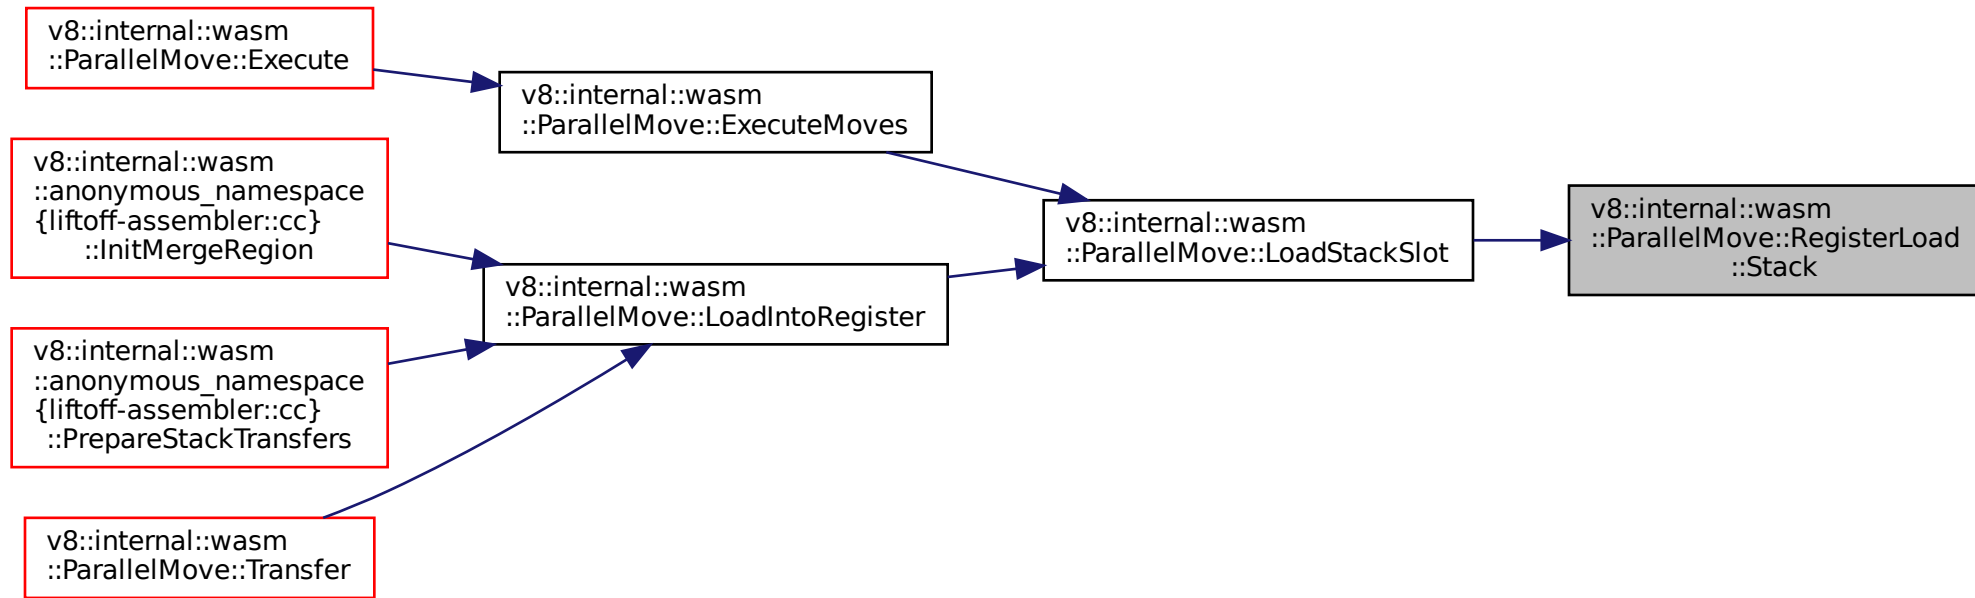 v8::internal::wasm
::ParallelMove::Execute
v8::internal::wasm
::ParallelMove::ExecuteMoves
v8::internal::wasm
::anonymous_namespace
{liftoff-assembler::cc}
::InitMergeRegion
v8::internal::wasm
::ParallelMove::RegisterLoad
::Stack
v8::internal::wasm
::ParallelMove::LoadStackSlot
v8::internal::wasm
::ParallelMove::LoadIntoRegister
v8::internal::wasm
::anonymous_namespace
{liftoff-assembler::cc}
::PrepareStackTransfers
v8::internal::wasm
::ParallelMove::Transfer